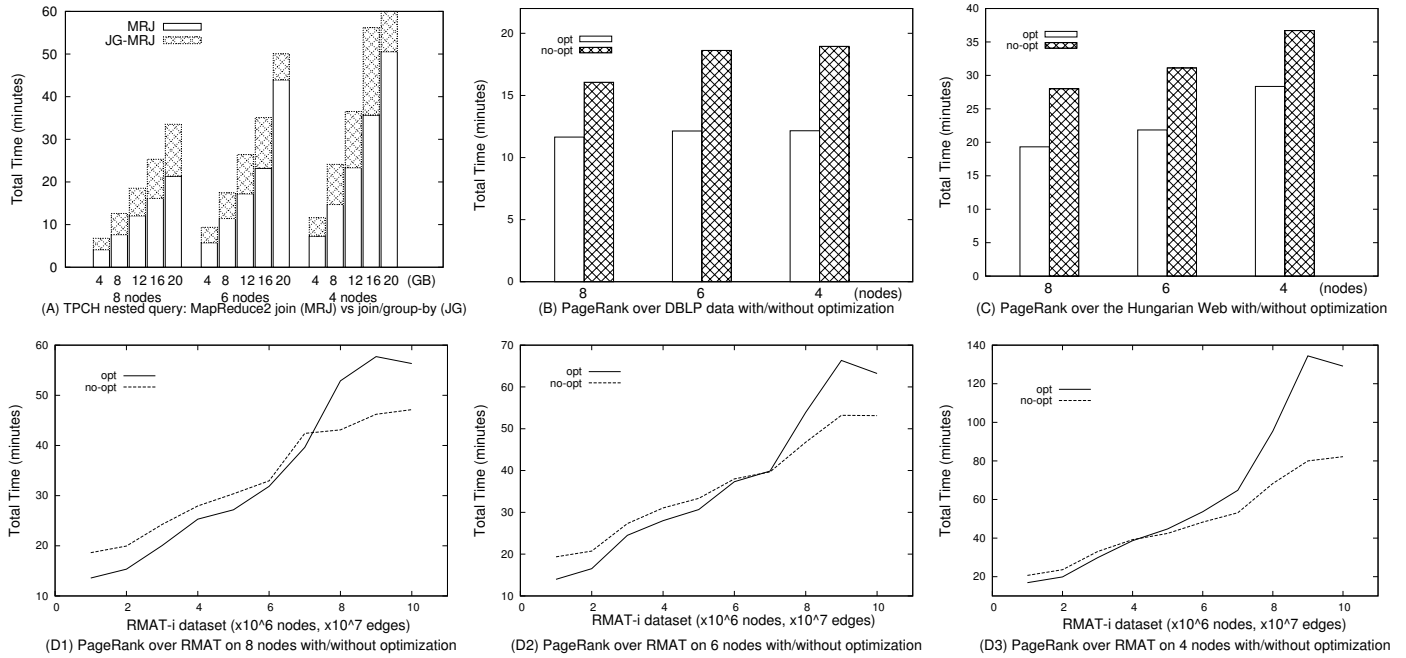 MRJ
JG-MRJ
Total Time (minutes)
60
50
40
30
20
10
0
4 8 12 16 20 4 8 12 16 20 4 8 12 16 20 (GB)
8 nodes 6 nodes 4 nodes
(A) TPCH nested query: MapReduce2 join (MRJ) vs join/group-by (JG)
opt
no-opt
Total Time (minutes)
20
15
10
5
0
8 6 4 (nodes)
(B) PageRank over DBLP data with/without optimization
opt
no-opt
Total Time (minutes)
40
35
30
25
20
15
10
5
0
8 6 4 (nodes)
(C) PageRank over the Hungarian Web with/without optimization
opt
no-opt
Total Time (minutes)
60
50
40
30
20
10
0 2 4 6 8 10
RMAT-i dataset (x10^6 nodes, x10^7 edges)
(D1) PageRank over RMAT on 8 nodes with/without optimization
opt
no-opt
Total Time (minutes)
70
60
50
40
30
20
10
0 2 4 6 8 10
RMAT-i dataset (x10^6 nodes, x10^7 edges)
(D2) PageRank over RMAT on 6 nodes with/without optimization
opt
no-opt
Total Time (minutes)
140
120
100
80
60
40
20
0 2 4 6 8 10
RMAT-i dataset (x10^6 nodes, x10^7 edges)
(D3) PageRank over RMAT on 4 nodes with/without optimization